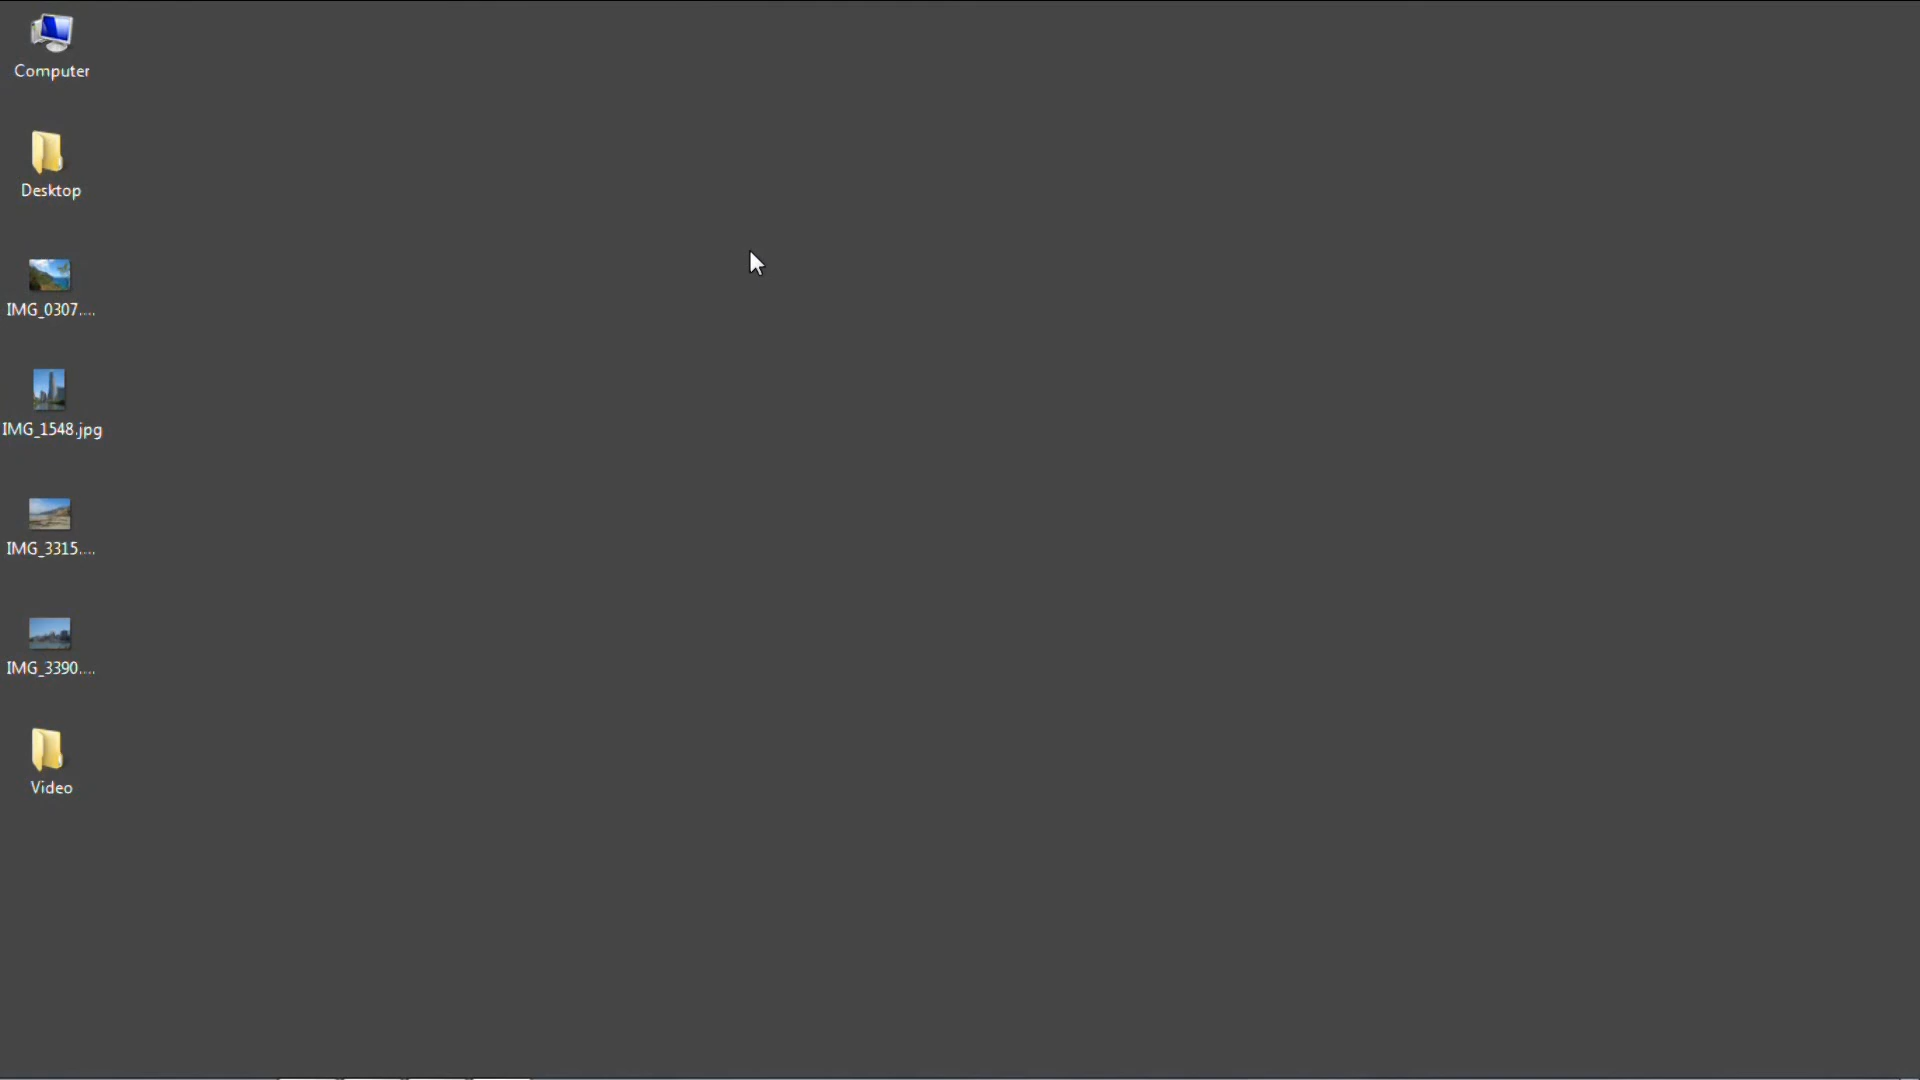 Computer
Desktop
IMG_0307....
IMG_1548.jpg
IMG_3315....
IMG_3390....
Video